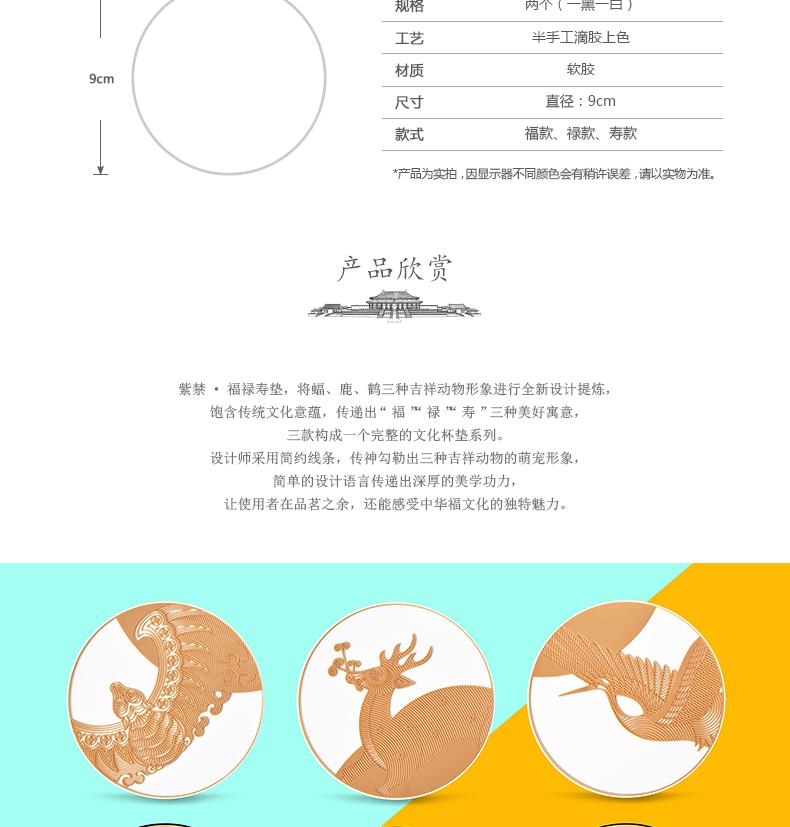 规格 两个（一黑一白）
工艺 半手工滴胶上色
9cm
材质 软胶
尺寸 直径：9cm
款式 福款、禄款、寿款
*产品为实拍，因显示器不同颜色会有稍许误差，请以实物为准。
产品欣赏
紫禁 • 福禄寿垫，将蝠、鹿、鹤三种吉祥动物形象进行全新设计提炼，
饱含传统文化意蕴，传递出“ 福 ”“ 禄 ”“ 寿 ”三种美好寓意，
三款构成一个完整的文化杯垫系列。
设计师采用简约线条，传神勾勒出三种吉祥动物的萌宠形象，
简单的设计语言传递出深厚的美学功力，
让使用者在品茗之余，还能感受中华福文化的独特魅力。